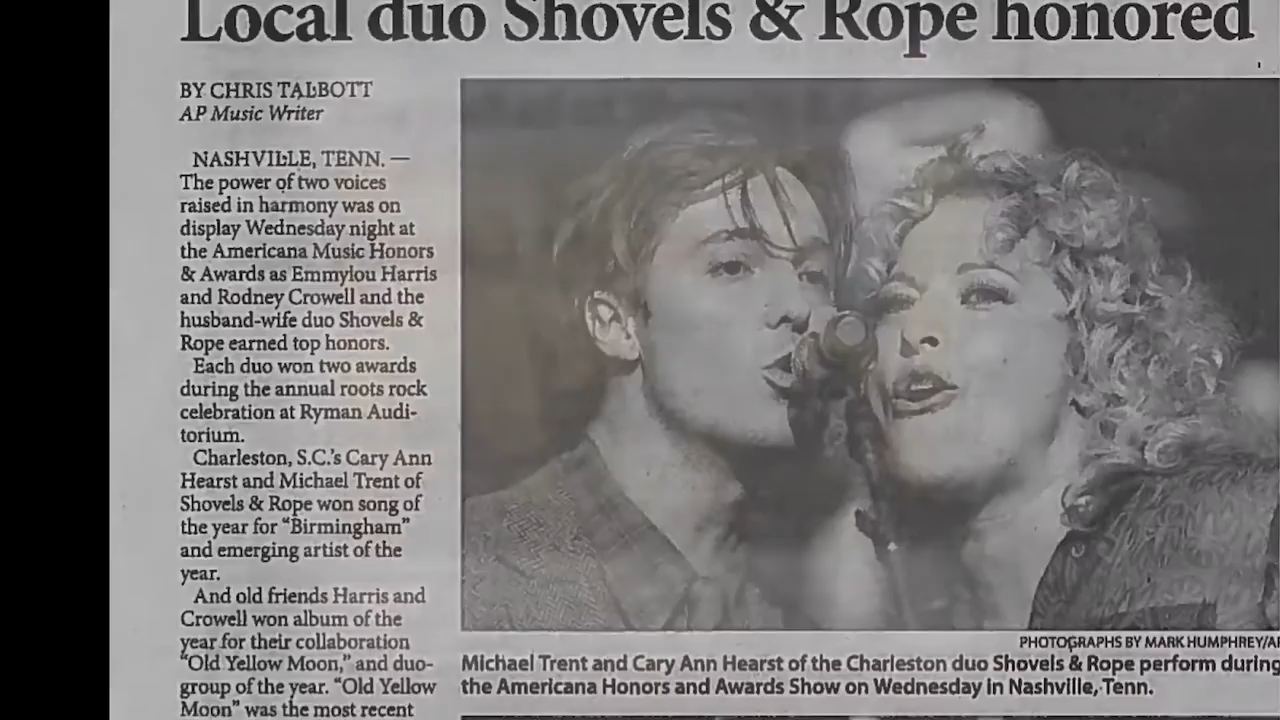 Local duo Shovels & Rope honored
BY CHRIS TALBOTT
AP Music Writer
NASHVILLE, TENN. —
The power of two voices
raised in harmony was on
display Wednesday night at
the Americana Music Honors
& Awards as Emmylou Harris
and Rodney Crowell and the
husband-wife duo Shovels &
Rope earned top honors.
Each duo won two awards
during the annual roots rock
celebration at Ryman Audi-
torium.
Charleston, S.C.'s Cary Ann
Hearst and Michael Trent of
Shovels & Rope won song of
the year for “Birmingham”
and emerging artist of the
year.
And old friends Harris and
Crowell won album of the
year for their collaboration
“Old Yellow Moon,” and duo-
group of the year. “Old Yellow
Moon” was the most recent
PHOTOGRAPHS BY MARK HUMPHREY/AP
Michael Trent and Cary Ann Hearst of the Charleston duo Shovels & Rope perform during
the Americana Honors and Awards Show on Wednesday in Nashville, Tenn.